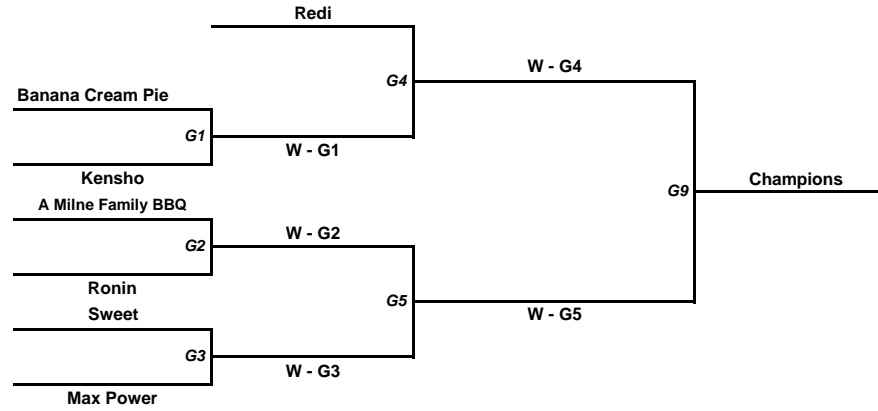 Redi
W - G4
G4
Banana Cream Pie
G1
W - G1
Kensho
Champions
G9
A Milne Family BBQ
W - G2
G2
Ronin
G5
Sweet
W - G5
G3
W - G3
Max Power